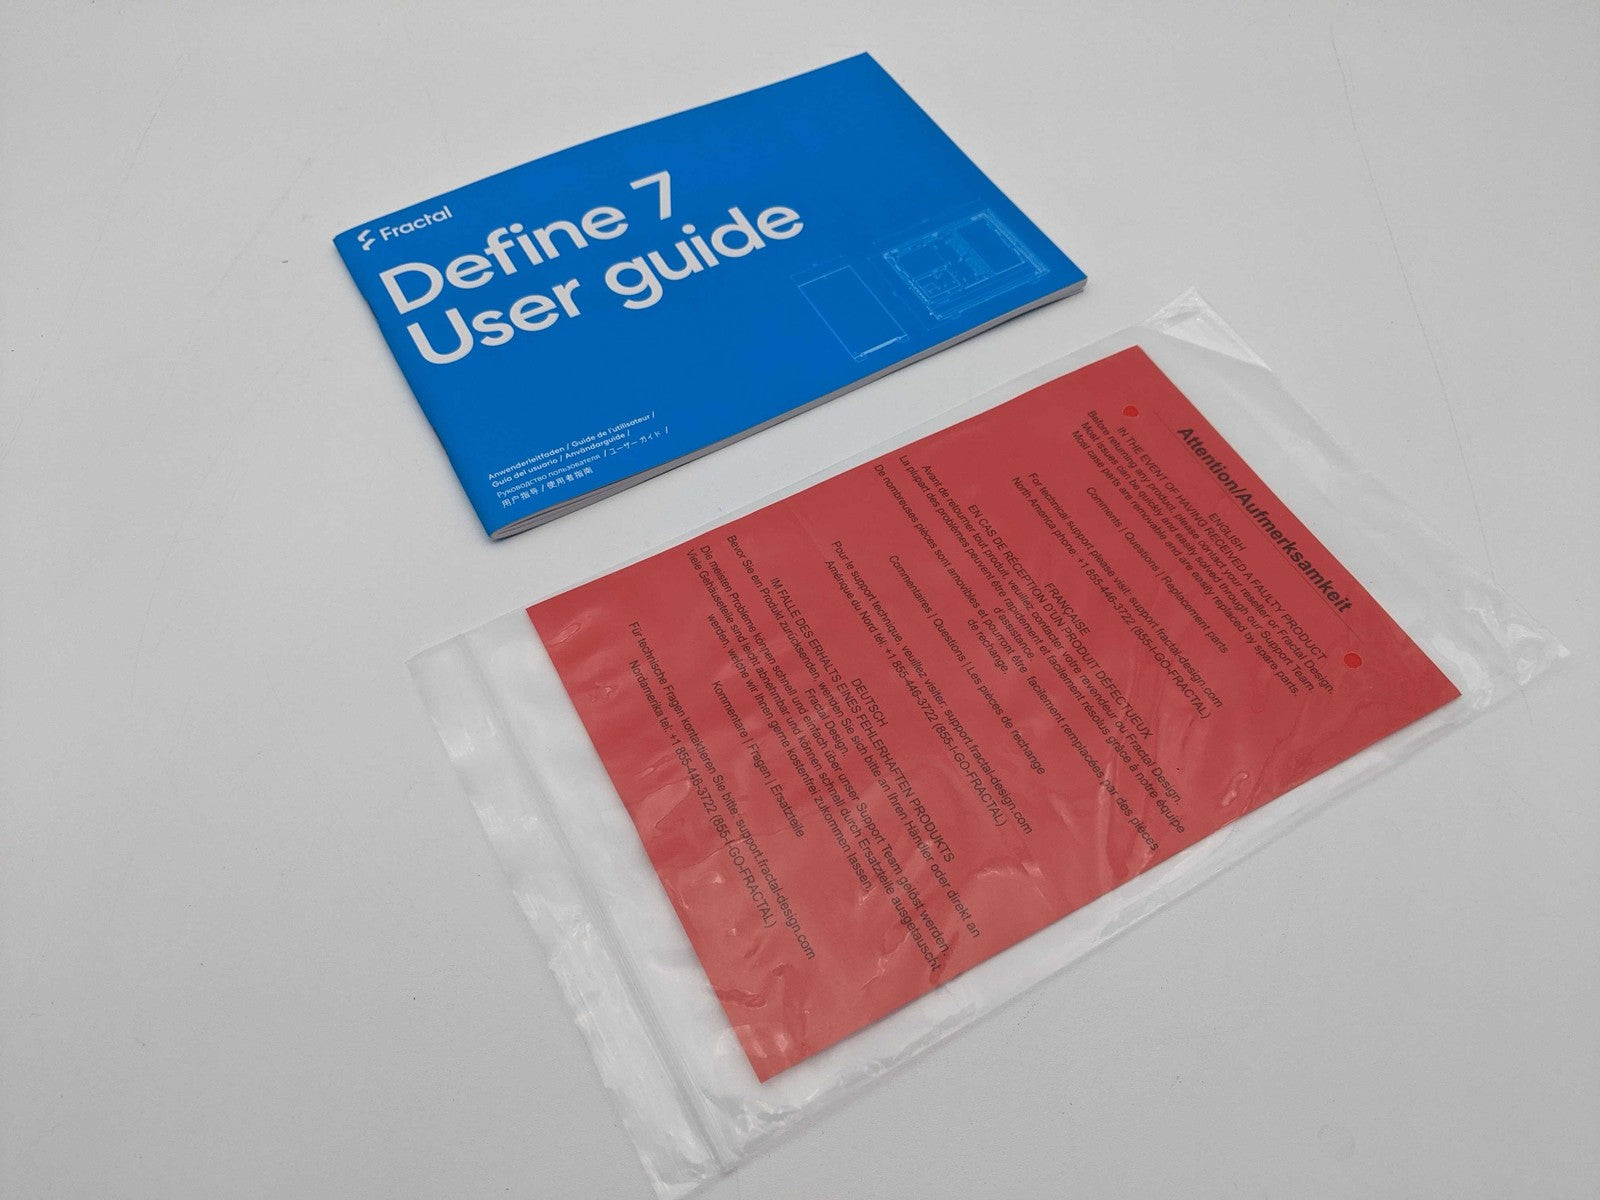 Fractal
Define 7
User guide
Anwenderleitfaden / Guide de l'utilisateur /
Guía del usuario / Användarguide /
Руководство пользователя / ユーザー ガイド /
用户指导 / 使用者指南
Attention/Aufmerksamkeit
ENGLISH
IN THE EVENT OF HAVING RECEIVED A FAULTY PRODUCT
Before returning any product, please contact your reseller or Fractal Design.
Most issues can be quickly and easily solved through our Support Team.
Most case parts are removable and are easily replaced by spare parts.
Comments | Questions | Replacement parts
For technical support please visit: support.fractal-design.com
North America phone: +1 855-446-3722 (855-I-GO-FRACTAL)
FRANÇAISE
EN CAS DE RÉCEPTION D'UN PRODUIT DÉFECTUEUX
Avant de retourner tout produit, veuillez contacter votre revendeur ou Fractal Design.
La plupart des problèmes peuvent être rapidement et facilement résolus grâce à notre équipe
d'assistance.
De nombreuses pièces sont amovibles et pourront être facilement remplacées par des pièces
de rechange.
Commentaires | Questions | Les pièces de rechange
Pour le support technique, veuillez visiter: support.fractal-design.com
Amérique du Nord tél.: +1 855-446-3722 (855-I-GO-FRACTAL)
DEUTSCH
IM FALLE DES ERHALTS EINES FEHLERHAFTEN PRODUKTS
Bevor Sie ein Produkt zurücksenden, wenden Sie sich bitte an Ihren Händler oder direkt an
Fractal Design.
Die meisten Probleme können schnell und einfach über unser Support Team gelöst werden.
Viele Gehäuseteile sind leicht abnehmbar und können schnell durch Ersatzteile ausgetauscht
werden, welche wir Ihnen gerne kostenfrei zukommen lassen.
Kommentare | Fragen | Ersatzteile
Für technische Fragen kontaktieren Sie bitte: support.fractal-design.com
Nordamerika tel.: +1 855-446-3722 (855-I-GO-FRACTAL)